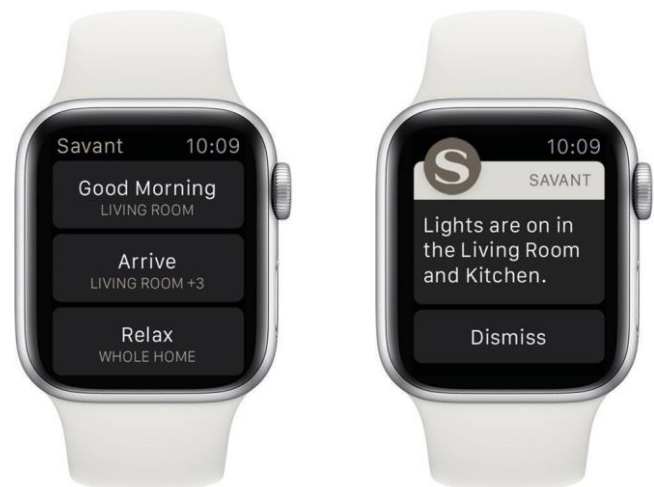 Savant 10:09
Good Morning
LIVING ROOM
Arrive
LIVING ROOM +3
Relax
WHOLE HOME
10:09
S
SAVANT
Lights are on in
the Living Room
and Kitchen.
Dismiss